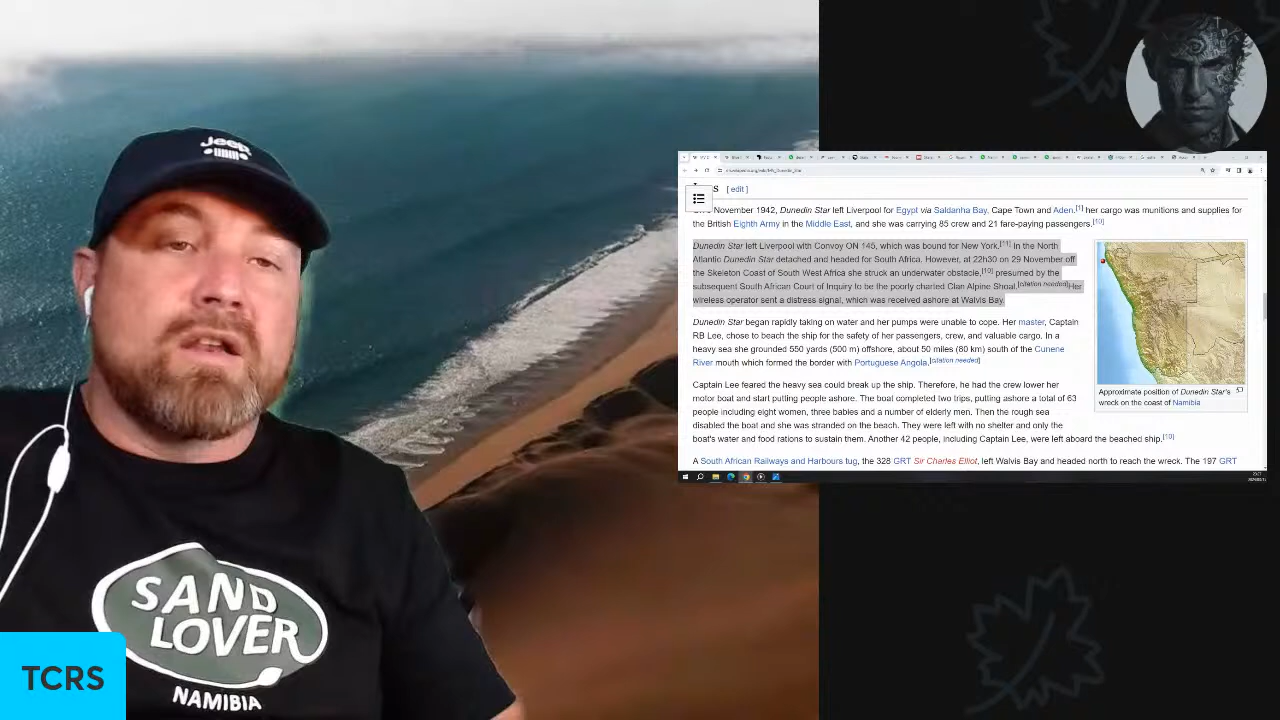 Jeep
SAND
LOVER
NAMIBIA
TCRS
[ edit ]
November 1942, Dunedin Star left Liverpool for Egypt via Saldanha Bay, Cape Town and Aden.[1] her cargo was munitions and supplies for
the British Eighth Army in the Middle East, and she was carrying 85 crew and 21 fare-paying passengers.[10]
Dunedin Star left Liverpool with Convoy ON 145, which was bound for New York.[11] In the North
Atlantic Dunedin Star detached and headed for South Africa. However, at 22h30 on 29 November off
the Skeleton Coast of South West Africa she struck an underwater obstacle,[10] presumed by the
subsequent South African Court of Inquiry to be the poorly charted Clan Alpine Shoal.[citation needed]Her
wireless operator sent a distress signal, which was received ashore at Walvis Bay.
Dunedin Star began rapidly taking on water and her pumps were unable to cope. Her master, Captain
RB Lee, chose to beach the ship for the safety of her passengers, crew, and valuable cargo. In a
heavy sea she grounded 550 yards (500 m) offshore, about 50 miles (80 km) south of the Cunene
River mouth which formed the border with Portuguese Angola.[citation needed]
Captain Lee feared the heavy sea could break up the ship. Therefore, he had the crew lower her
motor boat and start putting people ashore. The boat completed two trips, putting ashore a total of 63
people including eight women, three babies and a number of elderly men. Then the rough sea
disabled the boat and she was stranded on the beach. They were left with no shelter and only the
boat's water and food rations to sustain them. Another 42 people, including Captain Lee, were left aboard the beached ship.[10]
A South African Railways and Harbours tug, the 328 GRT Sir Charles Elliot, left Walvis Bay and headed north to reach the wreck. The 197 GRT
Approximate position of Dunedin Star's
wreck on the coast of Namibia